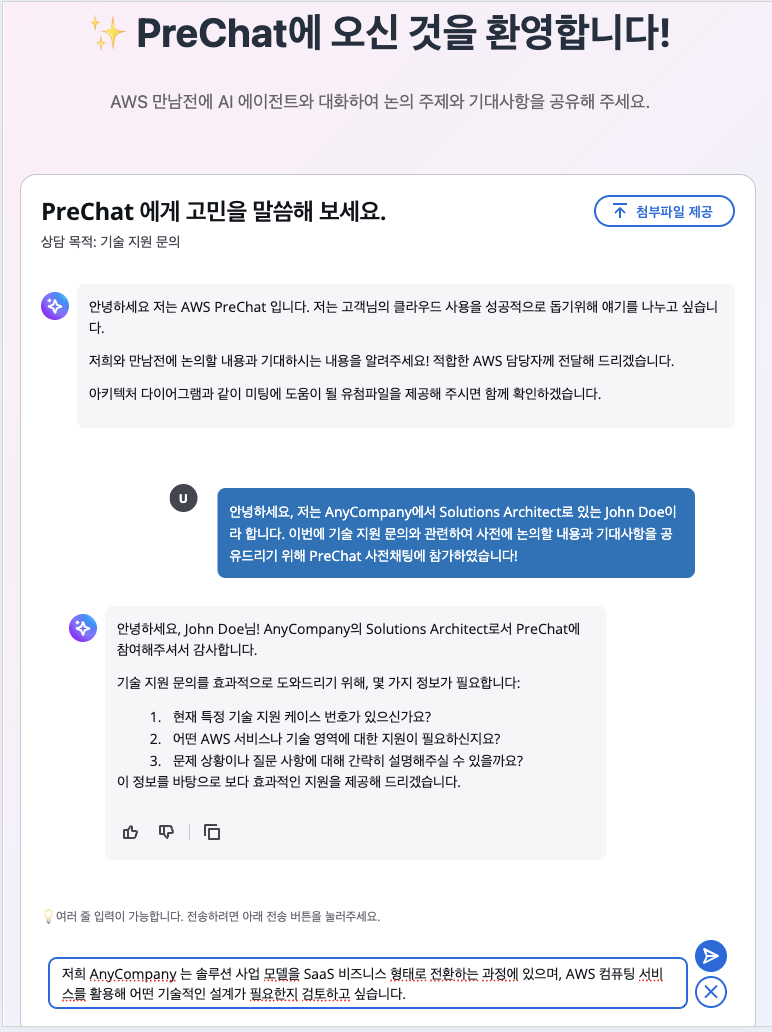 ✨ PreChat에 오신 것을 환영합니다!
AWS 만남전에 AI 에이전트와 대화하여 논의 주제와 기대사항을 공유해 주세요.
PreChat 에게 고민을 말씀해 보세요.
첨부파일 제공
상담 목적: 기술 지원 문의
안녕하세요 저는 AWS PreChat 입니다. 저는 고객님의 클라우드 사용을 성공적으로 돕기위해 얘기를 나누고 싶습니
다.
저희와 만남전에 논의할 내용과 기대하시는 내용을 알려주세요! 적합한 AWS 담당자께 전달해 드리겠습니다.
아키텍처 다이어그램과 같이 미팅에 도움이 될 유첨파일을 제공해 주시면 함께 확인하겠습니다.
U
안녕하세요, 저는 AnyCompany에서 Solutions Architect로 있는 John Doe이
라 합니다. 이번에 기술 지원 문의와 관련하여 사전에 논의할 내용과 기대사항을 공
유드리기 위해 PreChat 사전채팅에 참가하였습니다!
안녕하세요, John Doe님! AnyCompany의 Solutions Architect로서 PreChat에
참여해주셔서 감사합니다.
기술 지원 문의를 효과적으로 도와드리기 위해, 몇 가지 정보가 필요합니다:
1. 현재 특정 기술 지원 케이스 번호가 있으신가요?
2. 어떤 AWS 서비스나 기술 영역에 대한 지원이 필요하신지요?
3. 문제 상황이나 질문 사항에 대해 간략히 설명해주실 수 있을까요?
이 정보를 바탕으로 보다 효과적인 지원을 제공해 드리겠습니다.
💡여러 줄 입력이 가능합니다. 전송하려면 아래 전송 버튼을 눌러주세요.
저희 AnyCompany 는 솔루션 사업 모델을 SaaS 비즈니스 형태로 전환하는 과정에 있으며, AWS 컴퓨팅 서비
스를 활용해 어떤 기술적인 설계가 필요한지 검토하고 싶습니다.